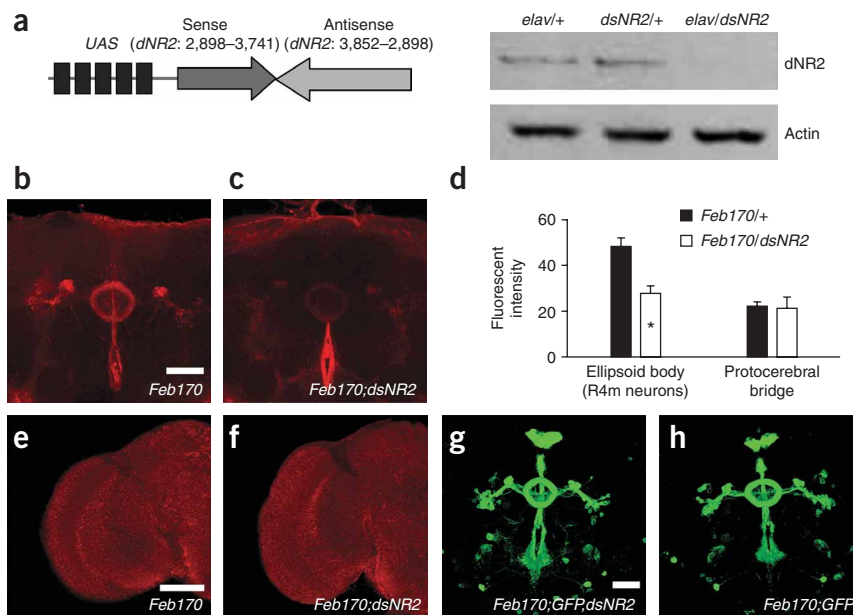 a
Sense Antisense
UAS (dNR2: 2,898–3,741) (dNR2: 3,852–2,898)
elav/+ dsNR2/+ elav/dsNR2
dNR2
Actin
b
Feb170
c
Feb170;dsNR2
d
Feb170/+
Feb170/dsNR2
Fluorescent
intensity
60
40
20
0
*
Ellipsoid body
(R4m neurons)
Protocerebral
bridge
e
Feb170
f
Feb170;dsNR2
g
Feb170;GFP,dsNR2
h
Feb170;GFP